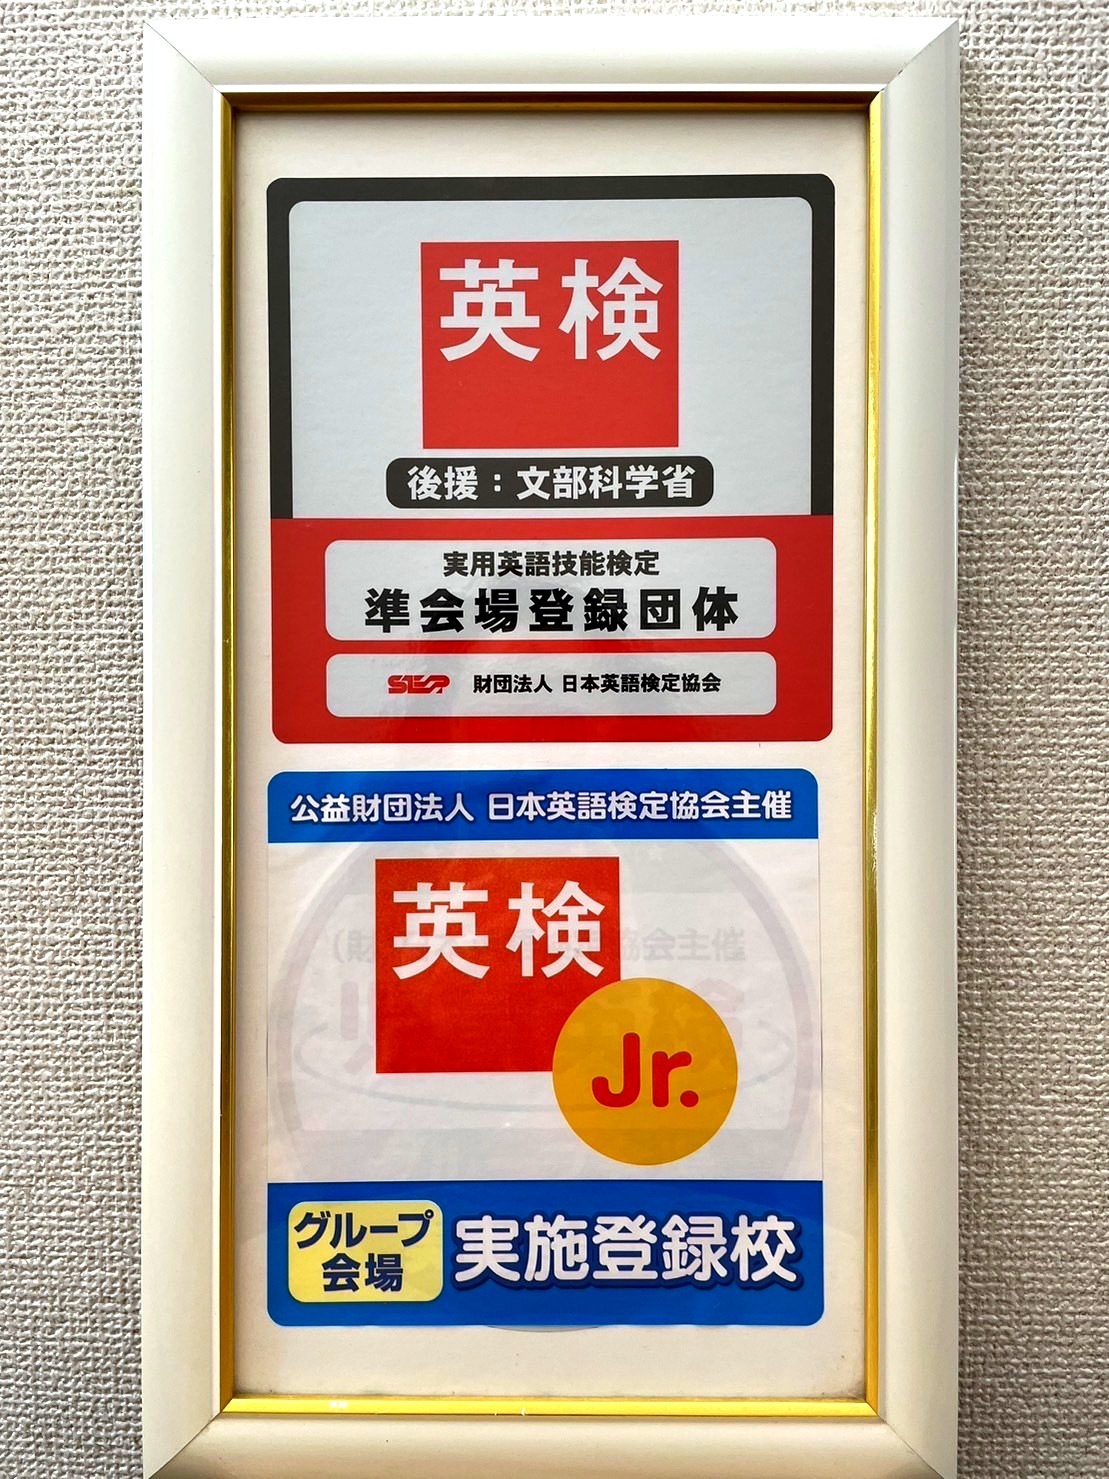 英検
後援：文部科学省
実用英語技能検定
準会場登録団体
STEP 財団法人 日本英語検定協会
公益財団法人 日本英語検定協会主催
英検
Jr.
グループ
会場
実施登録校